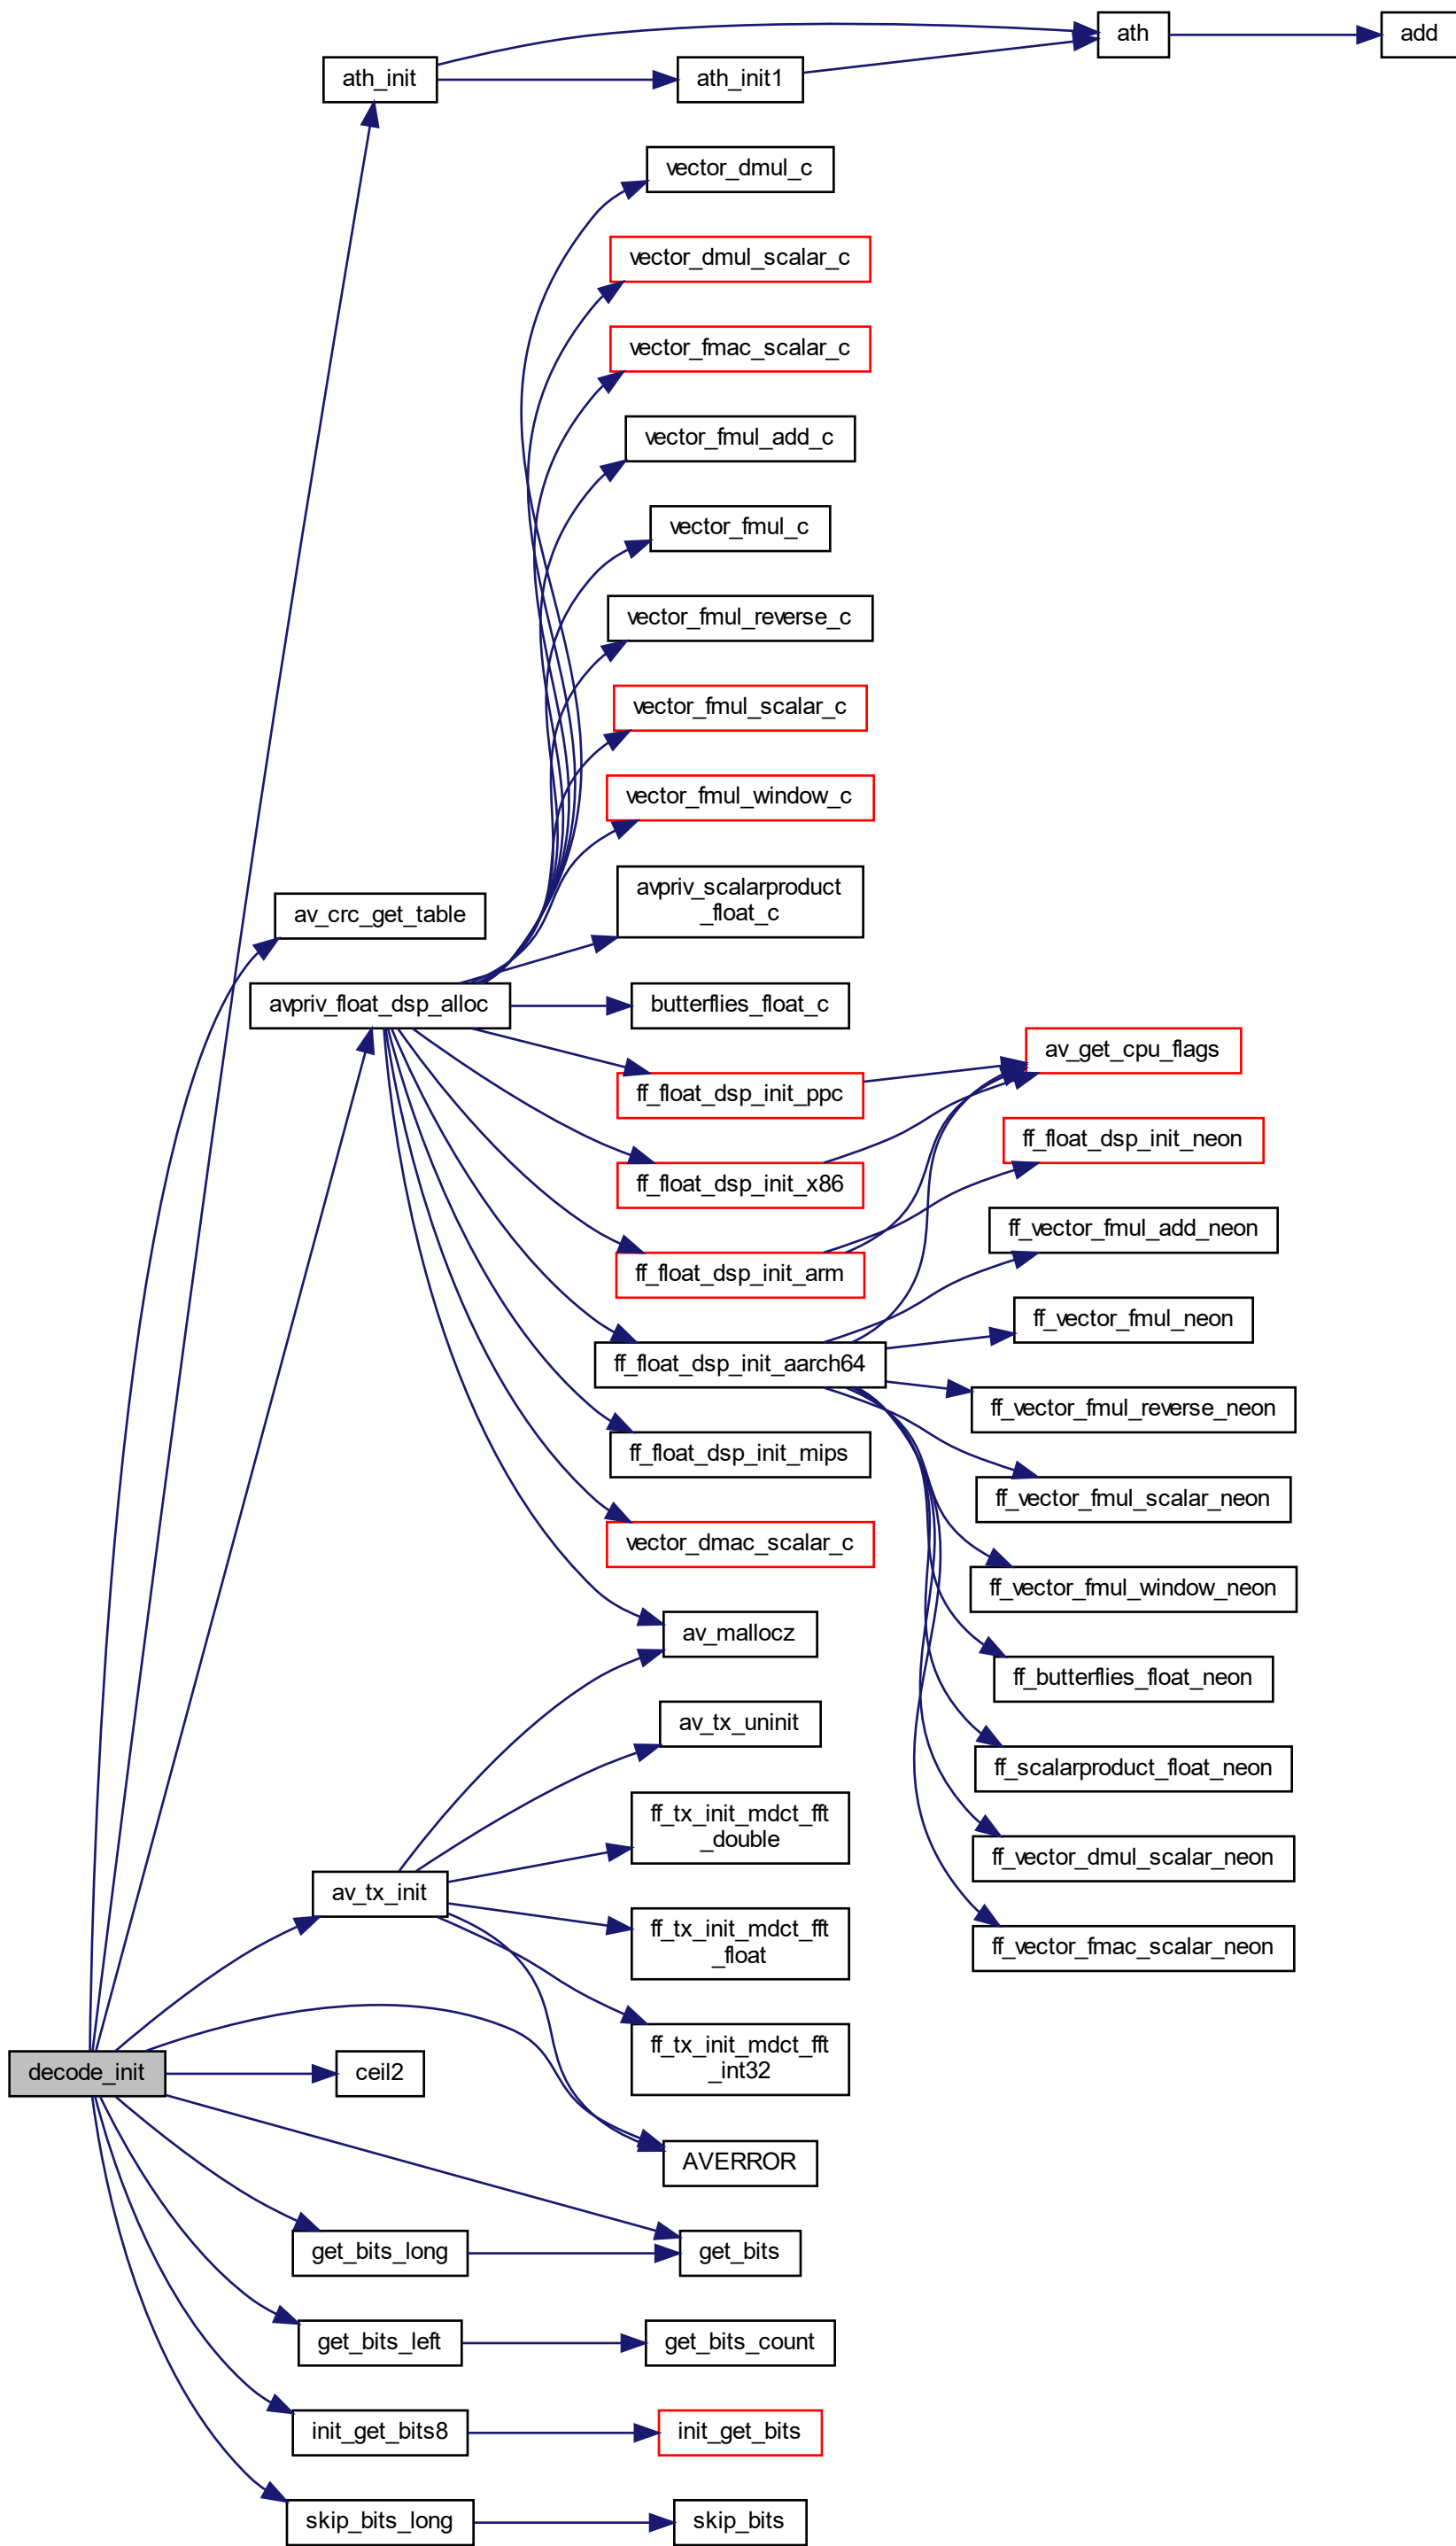 ath
add
ath_init
ath_init1
vector_dmul_c
vector_dmul_scalar_c
vector_fmac_scalar_c
vector_fmul_add_c
vector_fmul_c
vector_fmul_reverse_c
vector_fmul_scalar_c
vector_fmul_window_c
avpriv_scalarproduct
_float_c
av_crc_get_table
avpriv_float_dsp_alloc
butterflies_float_c
av_get_cpu_flags
ff_float_dsp_init_ppc
ff_float_dsp_init_neon
ff_float_dsp_init_x86
ff_vector_fmul_add_neon
ff_float_dsp_init_arm
ff_vector_fmul_neon
ff_float_dsp_init_aarch64
ff_vector_fmul_reverse_neon
ff_float_dsp_init_mips
ff_vector_fmul_scalar_neon
vector_dmac_scalar_c
ff_vector_fmul_window_neon
av_mallocz
ff_butterflies_float_neon
av_tx_uninit
ff_scalarproduct_float_neon
ff_tx_init_mdct_fft
_double
ff_vector_dmul_scalar_neon
av_tx_init
ff_tx_init_mdct_fft
_float
ff_vector_fmac_scalar_neon
decode_init
ceil2
ff_tx_init_mdct_fft
_int32
AVERROR
get_bits_long
get_bits
get_bits_left
get_bits_count
init_get_bits8
init_get_bits
skip_bits_long
skip_bits